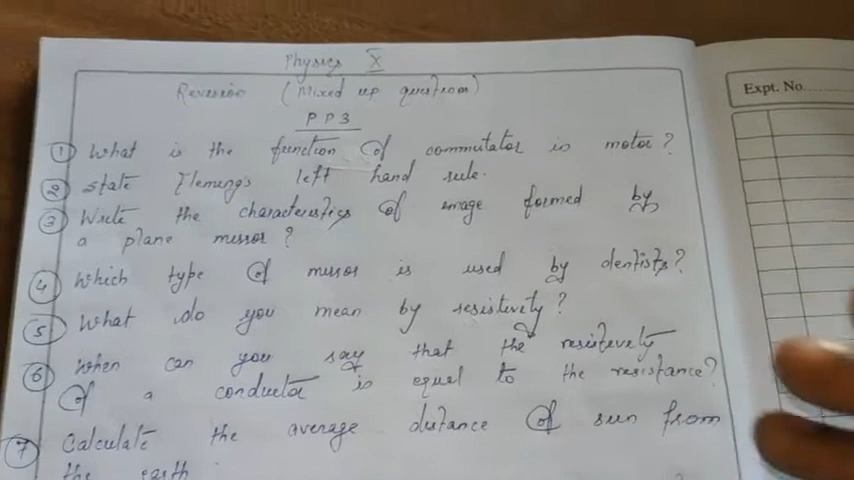 Physics X
Revision (Mixed up questions)
PP3
① What is the function of commutator in motor?
② State Fleming's left hand rule.
③ Write the characteristics of image formed by
a plane mirror?
④ Which type of mirror is used by dentists?
⑤ What do you mean by resistivity?
⑥ When can you say that the resistivity
of a conductor is equal to the resistance?
⑦ Calculate the average distance of sun from
the earth
Expt. No.